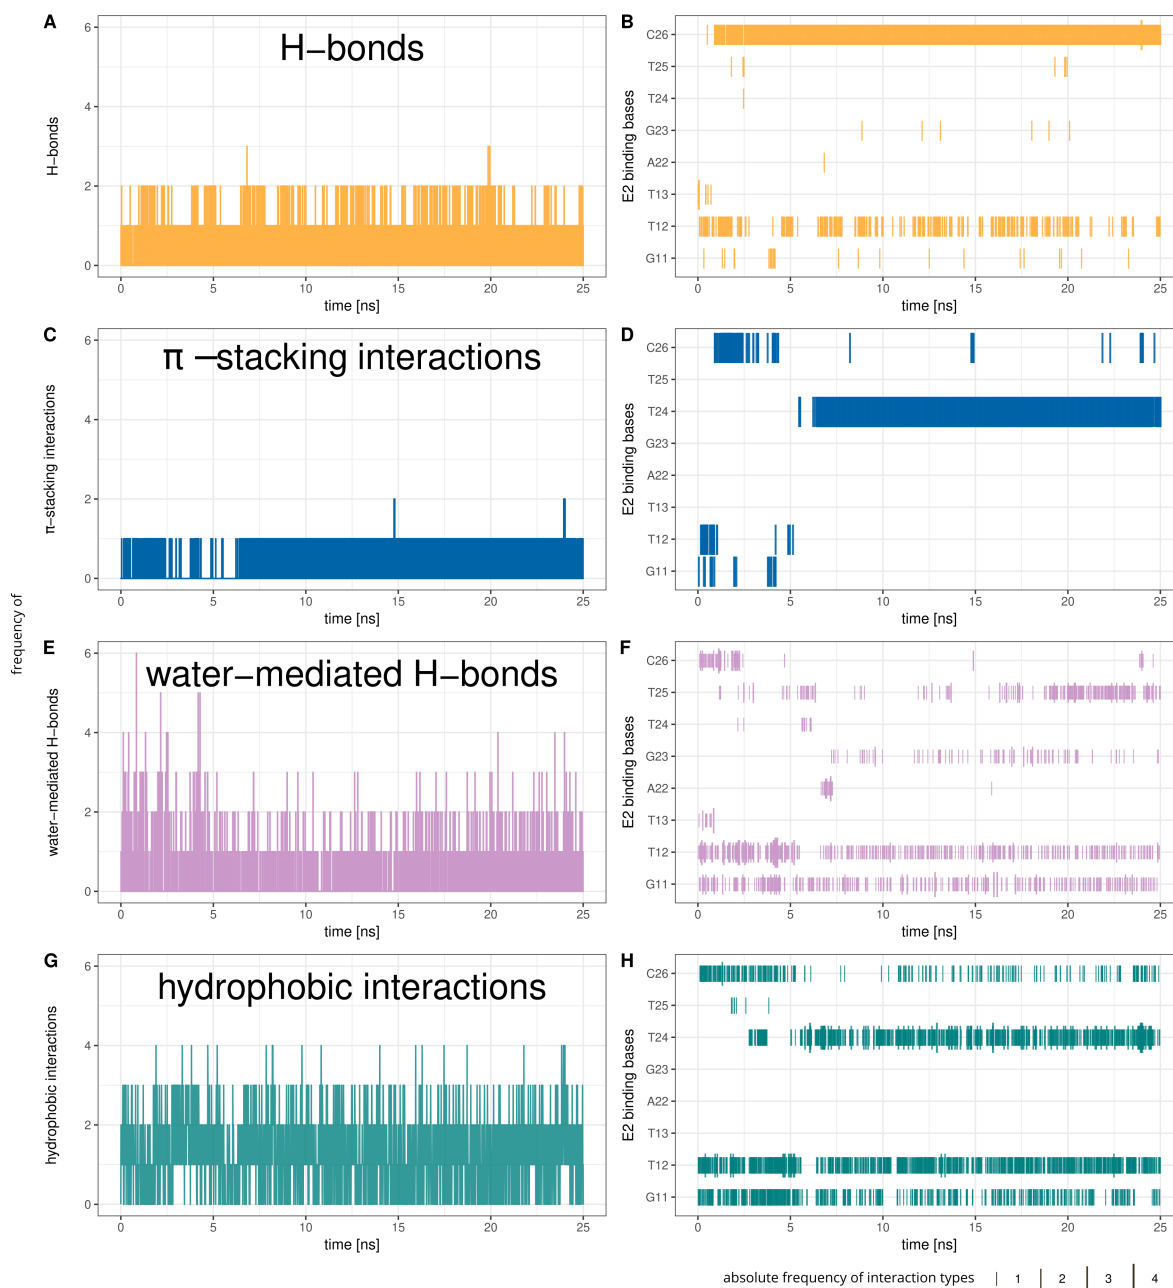 A
H–bonds
6
4
2
0
H–bonds
0 5 10 15 20 25
time [ns]
B
E2 binding bases
C26
T25
T24
G23
A22
T13
T12
G11
0 5 10 15 20 25
time [ns]
C
π –stacking interactions
6
4
2
0
π–stacking interactions
0 5 10 15 20 25
time [ns]
D
E2 binding bases
C26
T25
T24
G23
A22
T13
T12
G11
0 5 10 15 20 25
time [ns]
frequency of
E
water–mediated H–bonds
6
4
2
0
water–mediated H–bonds
0 5 10 15 20 25
time [ns]
F
E2 binding bases
C26
T25
T24
G23
A22
T13
T12
G11
0 5 10 15 20 25
time [ns]
G
hydrophobic interactions
6
4
2
0
hydrophobic interactions
0 5 10 15 20 25
time [ns]
H
E2 binding bases
C26
T25
T24
G23
A22
T13
T12
G11
0 5 10 15 20 25
time [ns]
absolute frequency of interaction types 1 2 3 4